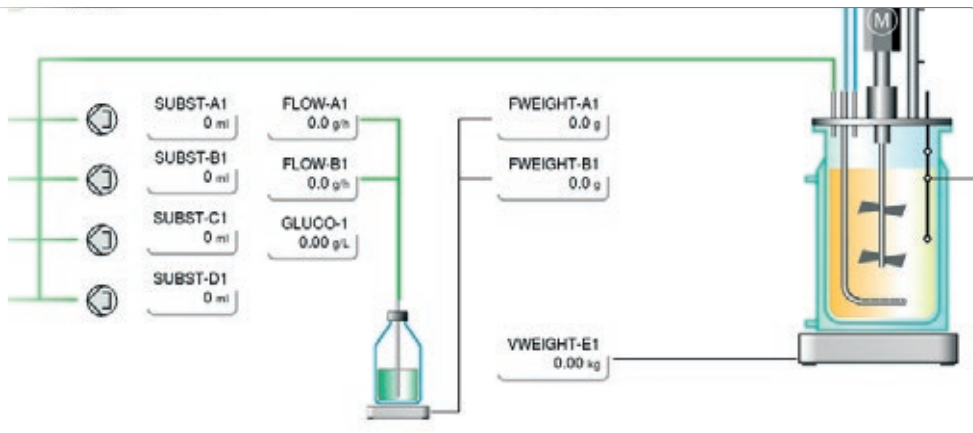 M
SUBST-A1
0 ml
FLOW-A1
0.0 g/h
FWEIGHT-A1
0.0 g
SUBST-B1
0 ml
FLOW-B1
0.0 g/h
FWEIGHT-B1
0.0 g
SUBST-C1
0 ml
GLUCO-1
0.00 g/L
SUBST-D1
0 ml
VWEIGHT-E1
0.00 kg